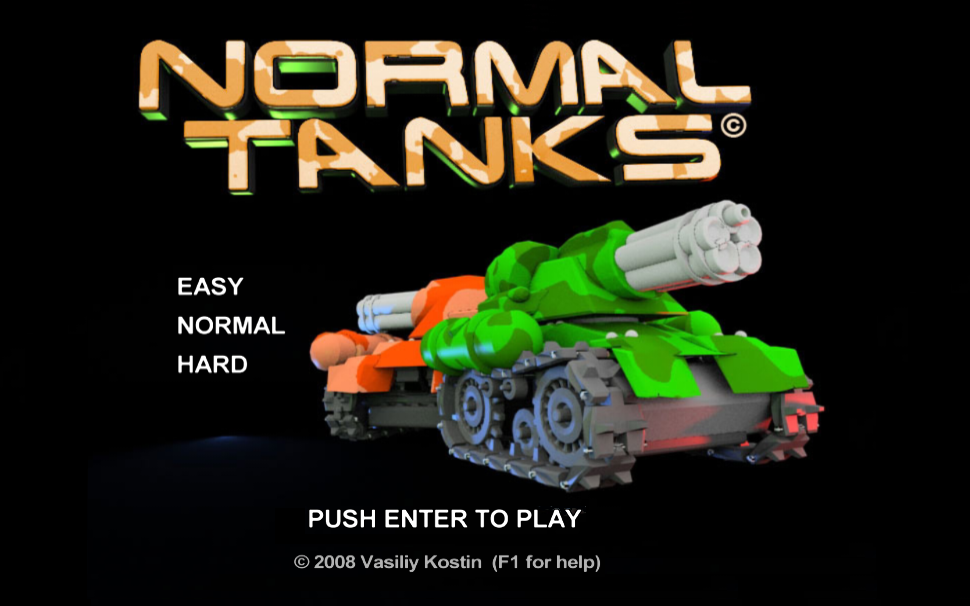 NORMAL
TANKS©
EASY
NORMAL
HARD
PUSH ENTER TO PLAY
© 2008 Vasiliy Kostin (F1 for help)